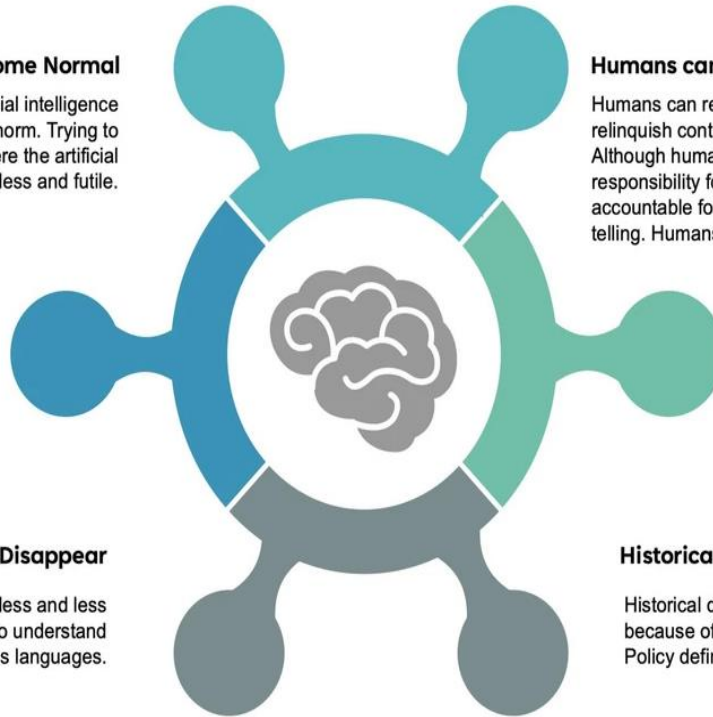 ome Normal
ial intelligence
norm. Trying to
ere the artificial
less and futile.
Humans can
Humans can re
relinquish cont
Although huma
responsibility fo
accountable fo
telling. Humans
Disappear
less and less
o understand
s languages.
Historica
Historical d
because of
Policy defin